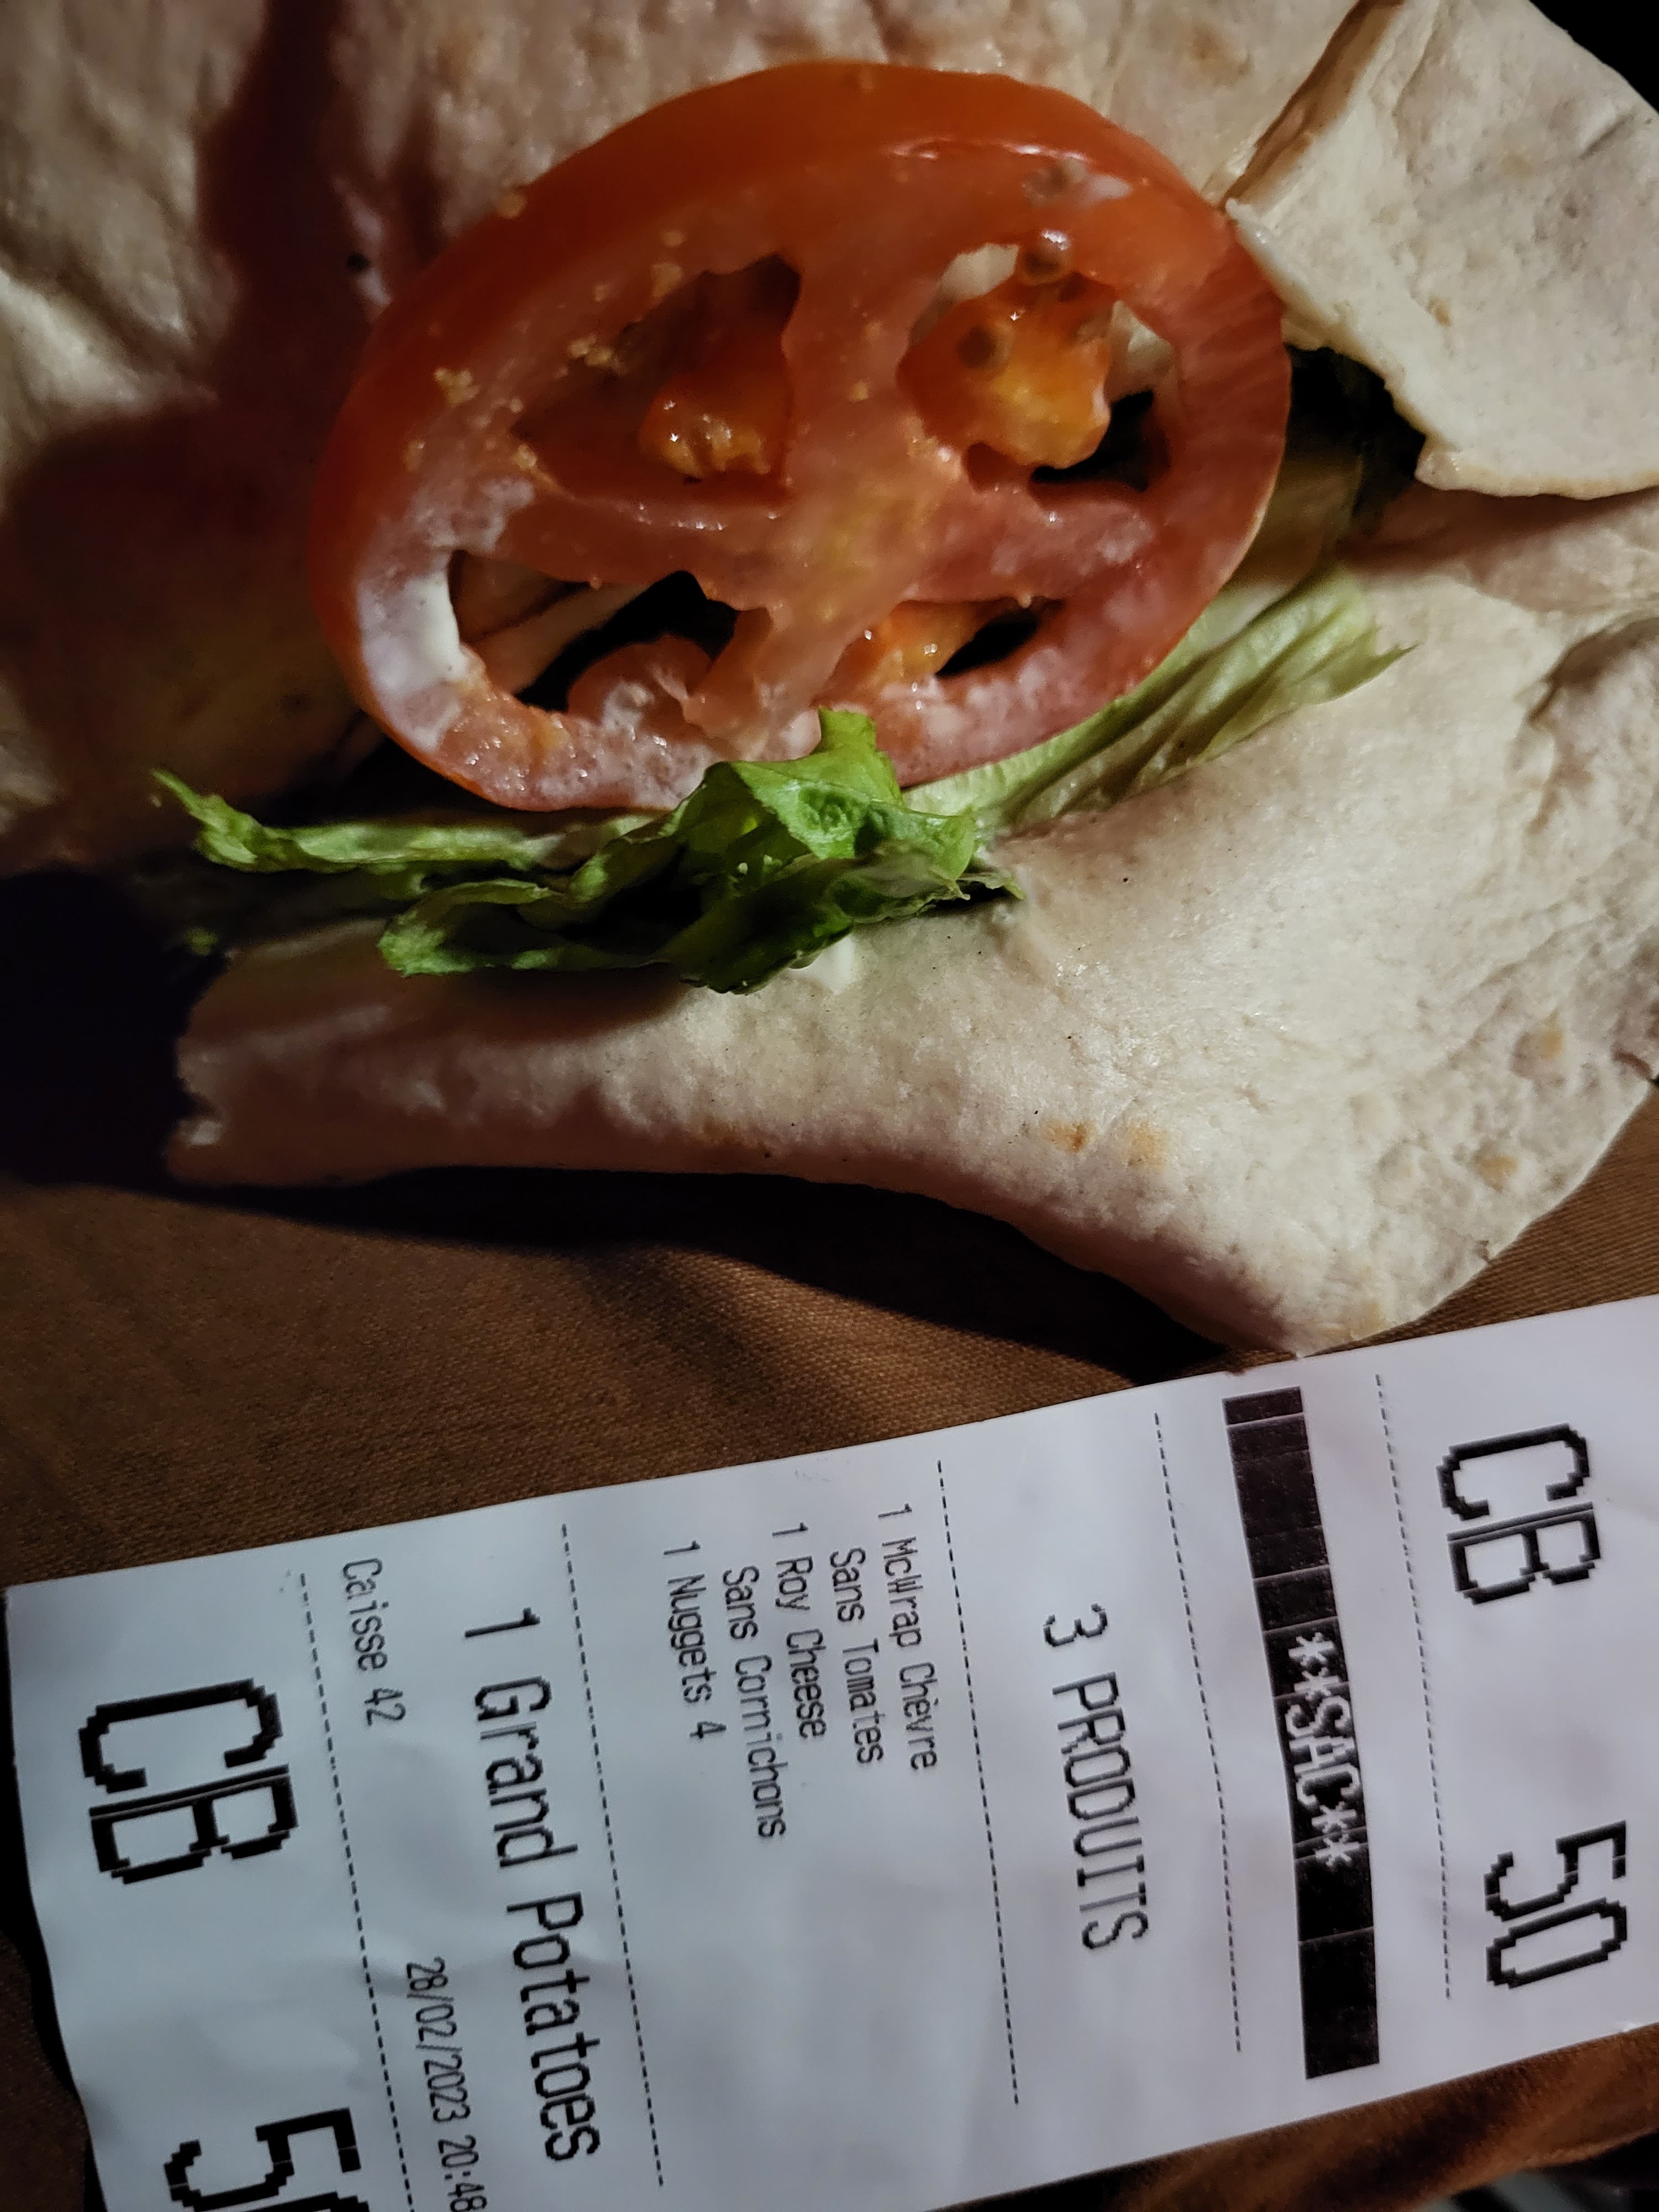 CB 50
**SAC**
3 PRODUITS
1 McWrap Chèvre
Sans Tomates
1 Roy Cheese
Sans Cornichons
1 Nuggets 4
1 Grand Potatoes
Caisse 42 28/02/2023 20:48
CB 50